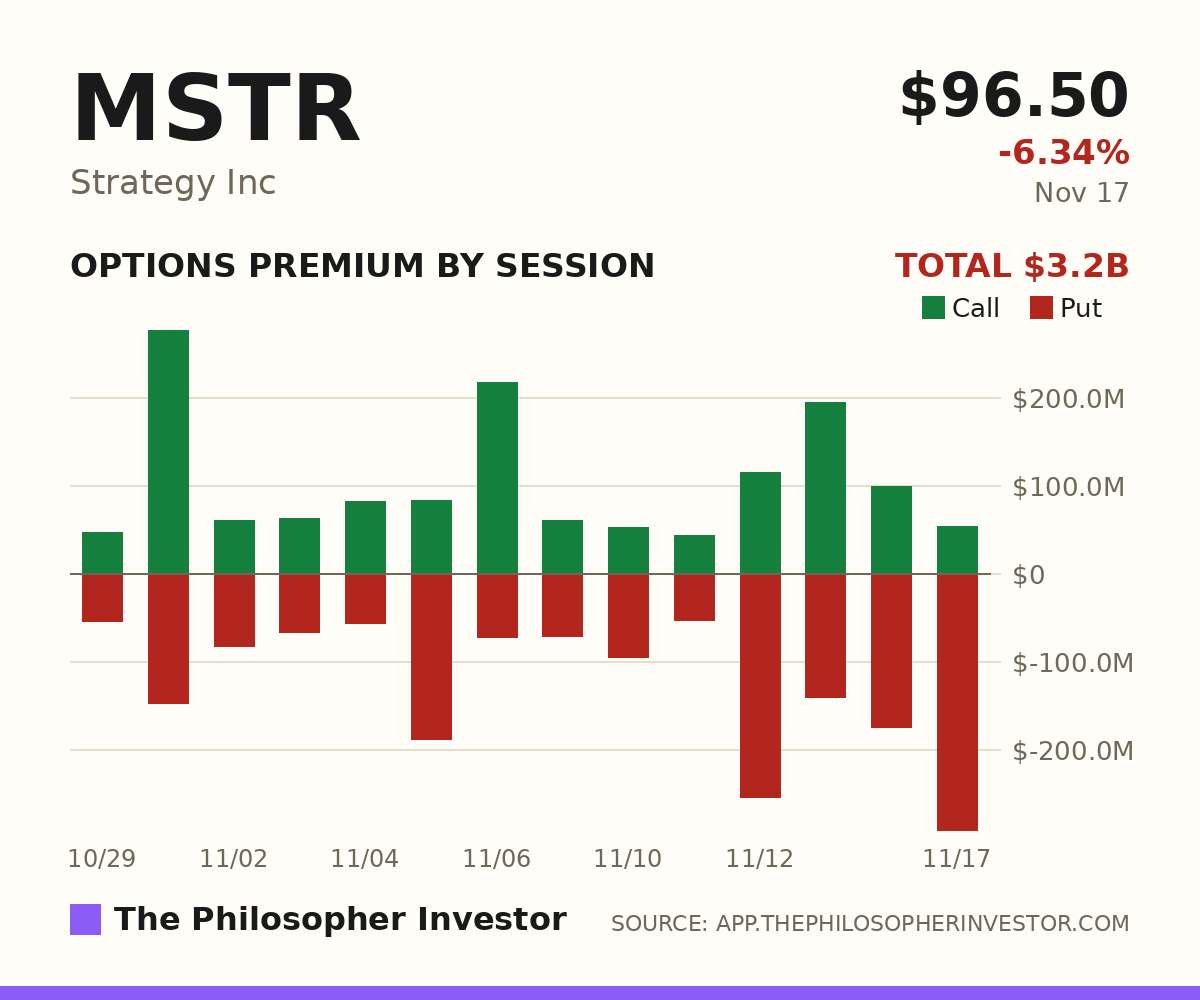 MSTR
$96.50
-6.34%
Strategy Inc
Nov 17
OPTIONS PREMIUM BY SESSION
TOTAL $3.2B
Call
Put
$200.0M
$100.0M
$0
$-100.0M
$-200.0M
10/29
11/02
11/04
11/06
11/10
11/12
11/17
The Philosopher Investor
SOURCE: APP.THEPHILOSOPHERINVESTOR.COM